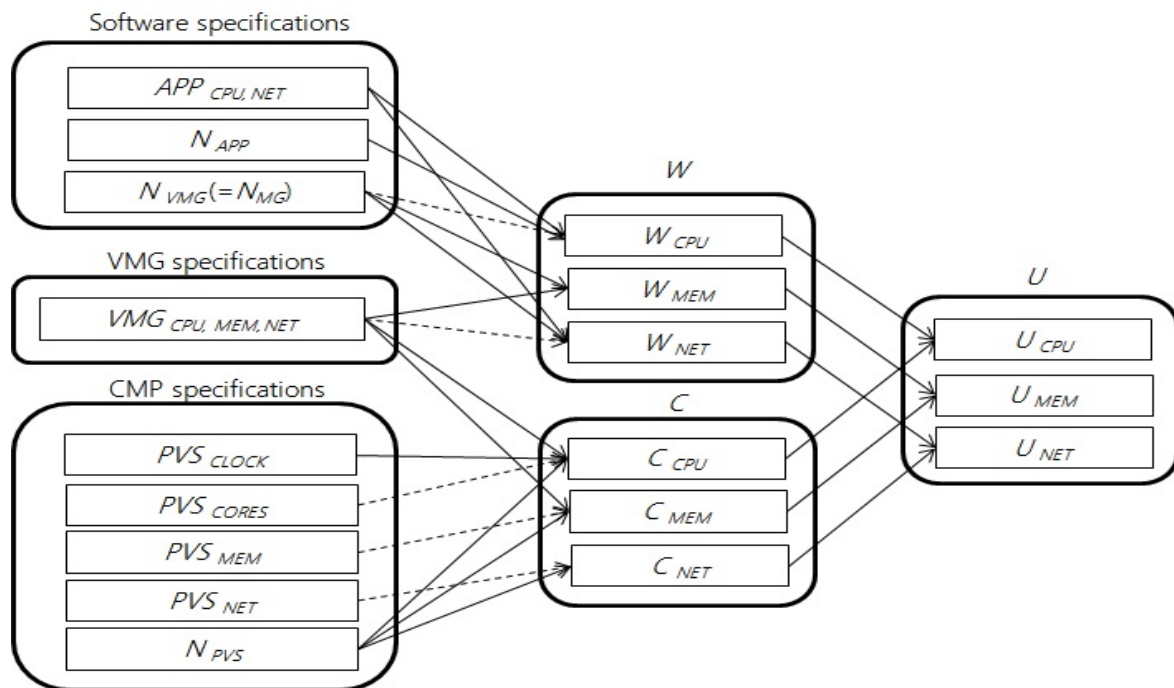 Software specifications
APP CPU, NET
N APP
N VMG (= N MG)
VMG specifications
VMG CPU, MEM, NET
CMP specifications
PVS CLOCK
PVS CORES
PVS MEM
PVS NET
N PVS
W
W CPU
W MEM
W NET
C
C CPU
C MEM
C NET
U
U CPU
U MEM
U NET